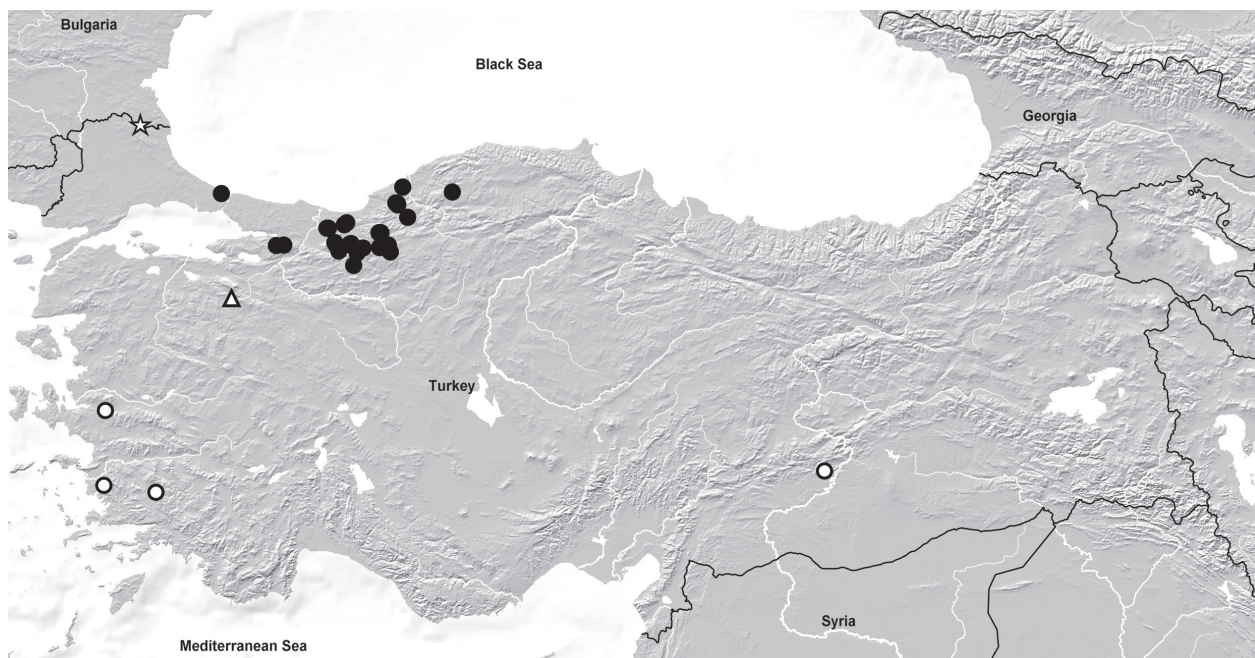 Bulgaria
Black Sea
Georgia
Turkey
Syria
Mediterranean Sea